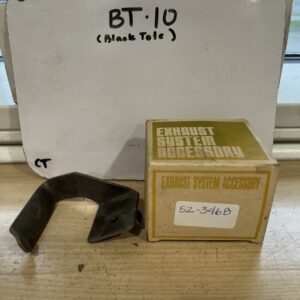 BT-10
(Black Tote)
CT
EXHAUST
SYSTEM
ACCESSORY
EXHAUST SYSTEM ACCESSORY
52-3468